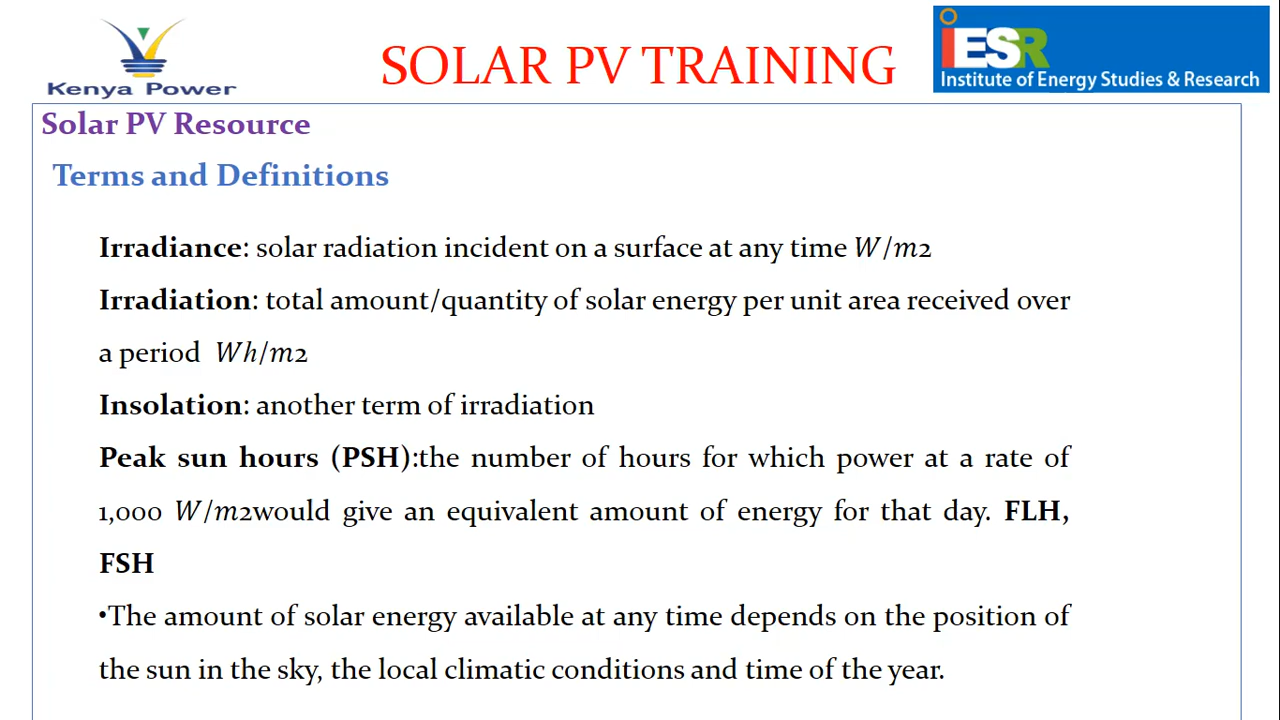 Kenya Power
SOLAR PV TRAINING
iESR
Institute of Energy Studies & Research
Solar PV Resource
Terms and Definitions
Irradiance: solar radiation incident on a surface at any time W/m2
Irradiation: total amount/quantity of solar energy per unit area received over
a period Wh/m2
Insolation: another term of irradiation
Peak sun hours (PSH):the number of hours for which power at a rate of
1,000 W/m2would give an equivalent amount of energy for that day. FLH,
FSH
•The amount of solar energy available at any time depends on the position of
the sun in the sky, the local climatic conditions and time of the year.